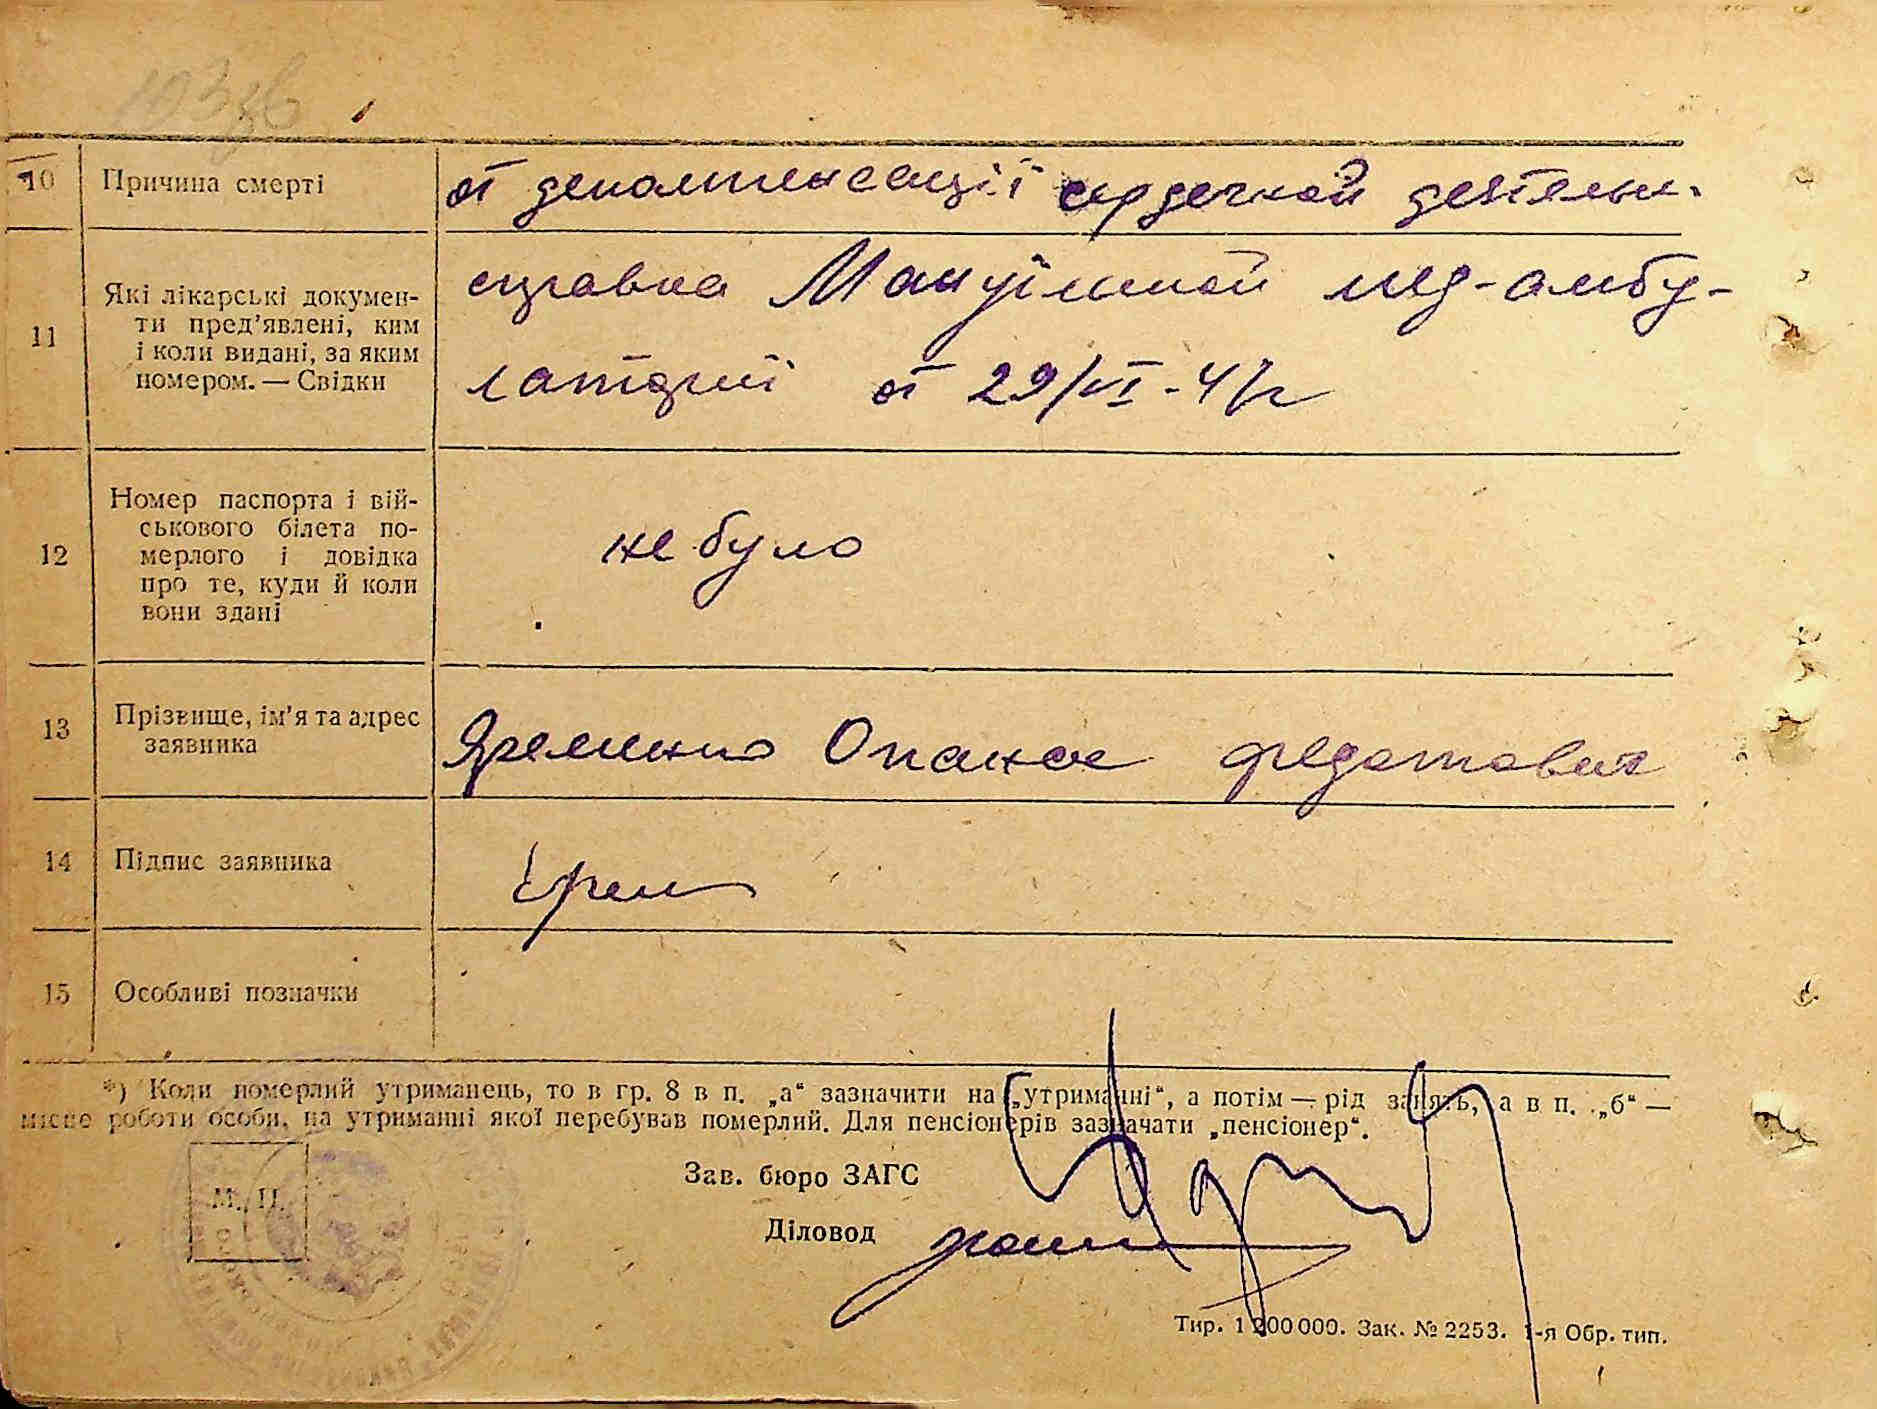 10 Причина смерті от декомпенсації сердечной деятельн.
11 Які лікарські докумен-
ти пред'явлені, ким
і коли видані, за яким
номером. — Свідки
справка Мануїлской мед-амбу-
латорії от 29/VI-47г
12 Номер паспорта і вій-
ськового білета по-
мерлого і довідка
про те, куди й коли
вони здані
не було
13 Прізвище, ім'я та адрес
заявника
Яременко Опанас Федотович
14 Підпис заявника
15 Особливі позначки
*) Коли померлий утриманець, то в гр. 8 в п. „а“ зазначити на „утриманні“, а потім — рід занять, а в п. „б“ —
місце роботи особи, на утриманні якої перебував померлий. Для пенсіонерів зазначати „пенсіонер“.
М. П.
Зав. бюро ЗАГС
Діловод
Тир. 1 200 000. Зак. № 2253. 1-я Обр. тип.